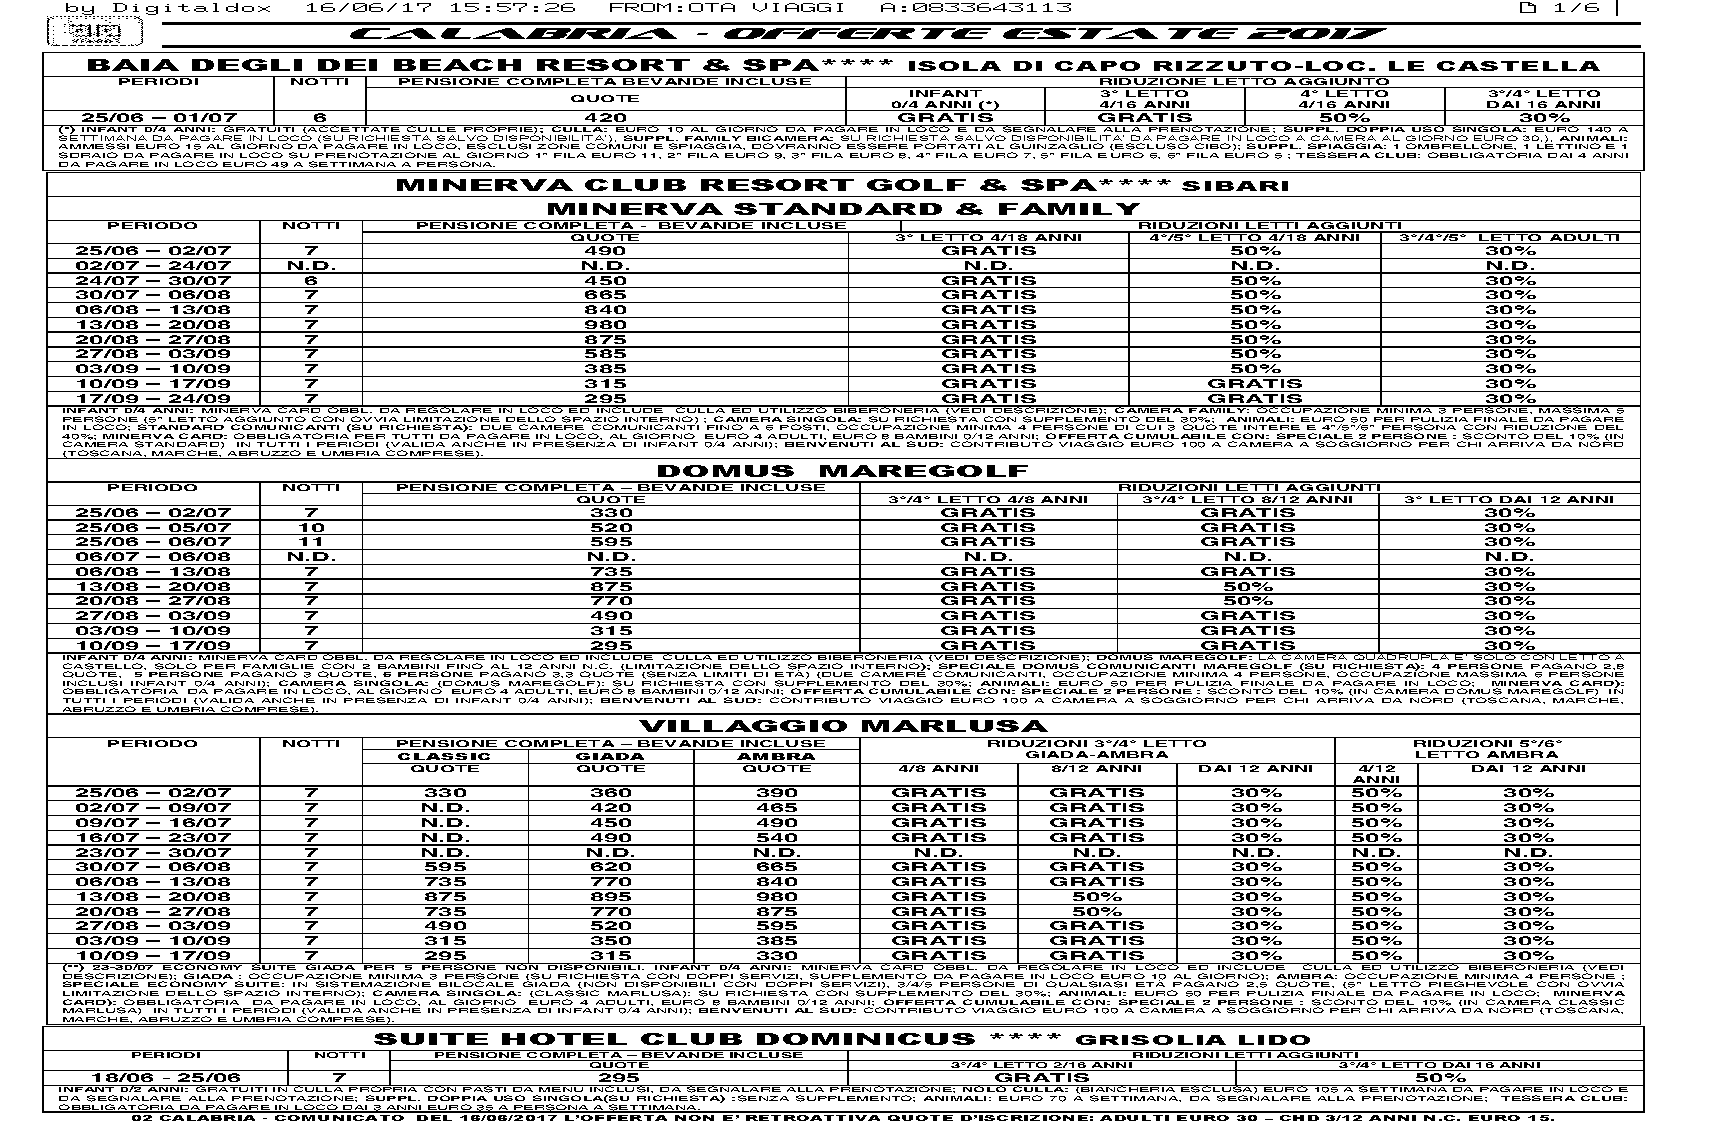 by Digitaldox 16/06/17 15:57:26 FROM:OTA VIAGGI A:0833643113 1/6
CALABRIA - OFFERTE ESTATE 2017
BAIA DEGLI DEI BEACH RESORT & SPA**** ISOLA DI CAPO RIZZUTO-LOC. LE CASTELLA
PERIODI NOTTI PENSIONE COMPLETA BEVANDE INCLUSE RIDUZIONE LETTO AGGIUNTO
QUOTE INFANT 0/4 ANNI (*) 3° LETTO 4/16 ANNI 4° LETTO 4/16 ANNI 3°/4° LETTO DAI 16 ANNI
25/06 – 01/07 6 420 GRATIS GRATIS 50% 30%
(*) INFANT 0/4 ANNI: GRATUITI (ACCETTATE CULLE PROPRIE); CULLA: EURO 10 AL GIORNO DA PAGARE IN LOCO E DA SEGNALARE ALLA PRENOTAZIONE; SUPPL. DOPPIA USO SINGOLA: EURO 140 A
SETTIMANA DA PAGARE IN LOCO (SU RICHIESTA SALVO DISPONIBILITA'), SUPPL. FAMILY BICAMERA: SU RICHIESTA SALVO DISPONIBILITA' DA PAGARE IN LOCO A CAMERA AL GIORNO EURO 30,). ANIMALI:
AMMESSI EURO 15 AL GIORNO DA PAGARE IN LOCO, ESCLUSI ZONE COMUNI E SPIAGGIA, DOVRANNO ESSERE PORTATI AL GUINZAGLIO (ESCLUSO CIBO); SUPPL. SPIAGGIA: 1 OMBRELLONE, 1 LETTINO E 1
SDRAIO DA PAGARE IN LOCO SU PRENOTAZIONE AL GIORNO 1° FILA EURO 11, 2° FILA EURO 9, 3° FILA EURO 8, 4° FILA EURO 7, 5° FILA EURO 6, 6° FILA EURO 5 ; TESSERA CLUB: OBBLIGATORIA DAI 4 ANNI
DA PAGARE IN LOCO EURO 49 A SETTIMANA A PERSONA.
MINERVA CLUB RESORT GOLF & SPA**** SIBARI
MINERVA STANDARD & FAMILY
PERIODO NOTTI PENSIONE COMPLETA - BEVANDE INCLUSE RIDUZIONI LETTI AGGIUNTI
QUOTE 3° LETTO 4/18 ANNI 4°/5° LETTO 4/18 ANNI 3°/4°/5° LETTO ADULTI
25/06 – 02/07 7 490 GRATIS 50% 30%
02/07 – 24/07 N.D. N.D. N.D. N.D. N.D.
24/07 – 30/07 6 450 GRATIS 50% 30%
30/07 – 06/08 7 665 GRATIS 50% 30%
06/08 – 13/08 7 840 GRATIS 50% 30%
13/08 – 20/08 7 980 GRATIS 50% 30%
20/08 – 27/08 7 875 GRATIS 50% 30%
27/08 – 03/09 7 585 GRATIS 50% 30%
03/09 – 10/09 7 385 GRATIS 50% 30%
10/09 – 17/09 7 315 GRATIS GRATIS 30%
17/09 – 24/09 7 295 GRATIS GRATIS 30%
INFANT 0/4 ANNI: MINERVA CARD OBBL. DA REGOLARE IN LOCO ED INCLUDE CULLA ED UTILIZZO BIBERONERIA (VEDI DESCRIZIONE); CAMERA FAMILY: OCCUPAZIONE MINIMA 3 PERSONE, MASSIMA 5
PERSONE (5° LETTO AGGIUNTO CON OVVIA LIMITAZIONE DELLO SPAZIO INTERNO) ; CAMERA SINGOLA: SU RICHIESTA CON SUPPLEMENTO DEL 30%; ANIMALI: EURO 50 PER PULIZIA FINALE DA PAGARE
IN LOCO; STANDARD COMUNICANTI (SU RICHIESTA): DUE CAMERE COMUNICANTI FINO A 6 POSTI, OCCUPAZIONE MINIMA 4 PERSONE DI CUI 3 QUOTE INTERE E 4°/5°/6° PERSONA CON RIDUZIONE DEL
40%; MINERVA CARD: OBBLIGATORIA PER TUTTI DA PAGARE IN LOCO, AL GIORNO EURO 4 ADULTI, EURO 8 BAMBINI 0/12 ANNI; OFFERTA CUMULABILE CON: SPECIALE 2 PERSONE : SCONTO DEL 10% (IN
CAMERA STANDARD) IN TUTTI I PERIODI (VALIDA ANCHE IN PRESENZA DI INFANT 0/4 ANNI); BENVENUTI AL SUD: CONTRIBUTO VIAGGIO EURO 100 A CAMERA A SOGGIORNO PER CHI ARRIVA DA NORD
(TOSCANA, MARCHE, ABRUZZO E UMBRIA COMPRESE).
DOMUS MAREGOLF
PERIODO NOTTI PENSIONE COMPLETA – BEVANDE INCLUSE RIDUZIONI LETTI AGGIUNTI
QUOTE 3°/4° LETTO 4/8 ANNI 3°/4° LETTO 8/12 ANNI 3° LETTO DAI 12 ANNI
25/06 – 02/07 7 330 GRATIS GRATIS 30%
25/06 – 05/07 10 520 GRATIS GRATIS 30%
25/06 – 06/07 11 595 GRATIS GRATIS 30%
06/07 – 06/08 N.D. N.D. N.D. N.D. N.D.
06/08 – 13/08 7 735 GRATIS GRATIS 30%
13/08 – 20/08 7 875 GRATIS 50% 30%
20/08 – 27/08 7 770 GRATIS 50% 30%
27/08 – 03/09 7 490 GRATIS GRATIS 30%
03/09 – 10/09 7 315 GRATIS GRATIS 30%
10/09 – 17/09 7 295 GRATIS GRATIS 30%
INFANT 0/4 ANNI: MINERVA CARD OBBL. DA REGOLARE IN LOCO ED INCLUDE CULLA ED UTILIZZO BIBERONERIA (VEDI DESCRIZIONE); DOMUS MAREGOLF: LA CAMERA QUADRUPLA E' SOLO CON LETTO A
CASTELLO, SOLO PER FAMIGLIE CON 2 BAMBINI FINO AL 12 ANNI N.C. (LIMITAZIONE DELLO SPAZIO INTERNO); SPECIALE DOMUS COMUNICANTI MAREGOLF (SU RICHIESTA): 4 PERSONE PAGANO 2,8
QUOTE, 5 PERSONE PAGANO 3 QUOTE, 6 PERSONE PAGANO 3,3 QUOTE (SENZA LIMITI DI ETA') (DUE CAMERE COMUNICANTI, OCCUPAZIONE MINIMA 4 PERSONE, OCCUPAZIONE MASSIMA 6 PERSONE
INCLUSI INFANT 0/4 ANNI); CAMERA SINGOLA: (DOMUS MAREGOLF): SU RICHIESTA CON SUPPLEMENTO DEL 30%; ANIMALI: EURO 50 PER PULIZIA FINALE DA PAGARE IN LOCO; MINERVA CARD):
OBBLIGATORIA DA PAGARE IN LOCO, AL GIORNO EURO 4 ADULTI, EURO 8 BAMBINI 0/12 ANNI; OFFERTA CUMULABILE CON: SPECIALE 2 PERSONE : SCONTO DEL 10% (IN CAMERA DOMUS MAREGOLF) IN
TUTTI I PERIODI (VALIDA ANCHE IN PRESENZA DI INFANT 0/4 ANNI); BENVENUTI AL SUD: CONTRIBUTO VIAGGIO EURO 100 A CAMERA A SOGGIORNO PER CHI ARRIVA DA NORD (TOSCANA, MARCHE,
ABRUZZO E UMBRIA COMPRESE).
VILLAGGIO MARLUSA
PERIODO NOTTI PENSIONE COMPLETA – BEVANDE INCLUSE RIDUZIONI 3°/4° LETTO GIADA-AMBRA RIDUZIONI 5°/6° LETTO AMBRA
CLASSIC GIADA AMBRA
QUOTE QUOTE QUOTE 4/8 ANNI 8/12 ANNI DAI 12 ANNI 4/12 ANNI DAI 12 ANNI
25/06 – 02/07 7 330 360 390 GRATIS GRATIS 30% 50% 30%
02/07 – 09/07 7 N.D. 420 465 GRATIS GRATIS 30% 50% 30%
09/07 – 16/07 7 N.D. 450 490 GRATIS GRATIS 30% 50% 30%
16/07 – 23/07 7 N.D. 490 540 GRATIS GRATIS 30% 50% 30%
23/07 – 30/07 7 N.D. N.D. N.D. N.D. N.D. N.D. N.D. N.D.
30/07 – 06/08 7 595 620 665 GRATIS GRATIS 30% 50% 30%
06/08 – 13/08 7 735 770 840 GRATIS GRATIS 30% 50% 30%
13/08 – 20/08 7 875 895 980 GRATIS 50% 30% 50% 30%
20/08 – 27/08 7 735 770 875 GRATIS 50% 30% 50% 30%
27/08 – 03/09 7 490 520 595 GRATIS GRATIS 30% 50% 30%
03/09 – 10/09 7 315 350 385 GRATIS GRATIS 30% 50% 30%
10/09 – 17/09 7 295 315 330 GRATIS GRATIS 30% 50% 30%
(**) 23-30/07 ECONOMY SUITE GIADA PER 5 PERSONE NON DISPONIBILI. INFANT 0/4 ANNI: MINERVA CARD OBBL. DA REGOLARE IN LOCO ED INCLUDE CULLA ED UTILIZZO BIBERONERIA (VEDI
DESCRIZIONE); GIADA : OCCUPAZIONE MINIMA 3 PERSONE (SU RICHIESTA CON DOPPI SERVIZI, SUPPLEMENTO DA PAGARE IN LOCO EURO 10 AL GIORNO); AMBRA: OCCUPAZIONE MINIMA 4 PERSONE ;
SPECIALE ECONOMY SUITE: IN SISTEMAZIONE BILOCALE GIADA (NON DISPONIBILI CON DOPPI SERVIZI), 3/4/5 PERSONE DI QUALSIASI ETÀ PAGANO 2,5 QUOTE, (5° LETTO PIEGHEVOLE CON OVVIA
LIMITAZIONE DELLO SPAZIO INTERNO); CAMERA SINGOLA: (CLASSIC MARLUSA): SU RICHIESTA CON SUPPLEMENTO DEL 30%; ANIMALI: EURO 50 PER PULIZIA FINALE DA PAGARE IN LOCO; MINERVA
CARD): OBBLIGATORIA DA PAGARE IN LOCO, AL GIORNO EURO 4 ADULTI, EURO 8 BAMBINI 0/12 ANNI; OFFERTA CUMULABILE CON: SPECIALE 2 PERSONE : SCONTO DEL 10% (IN CAMERA CLASSIC
MARLUSA) IN TUTTI I PERIODI (VALIDA ANCHE IN PRESENZA DI INFANT 0/4 ANNI); BENVENUTI AL SUD: CONTRIBUTO VIAGGIO EURO 100 A CAMERA A SOGGIORNO PER CHI ARRIVA DA NORD (TOSCANA,
MARCHE, ABRUZZO E UMBRIA COMPRESE).
SUITE HOTEL CLUB DOMINICUS **** GRISOLIA LIDO
PERIODI NOTTI PENSIONE COMPLETA – BEVANDE INCLUSE RIDUZIONI LETTI AGGIUNTI
QUOTE 3°/4° LETTO 2/16 ANNI 3°/4° LETTO DAI 16 ANNI
18/06 - 25/06 7 295 GRATIS 50%
INFANT 0/2 ANNI: GRATUITI IN CULLA PROPRIA CON PASTI DA MENU INCLUSI, DA SEGNALARE ALLA PRENOTAZIONE; NOLO CULLA: (BIANCHERIA ESCLUSA) EURO 105 A SETTIMANA DA PAGARE IN LOCO E
DA SEGNALARE ALLA PRENOTAZIONE; SUPPL. DOPPIA USO SINGOLA(SU RICHIESTA) :SENZA SUPPLEMENTO; ANIMALI: EURO 70 A SETTIMANA, DA SEGNALARE ALLA PRENOTAZIONE; TESSERA CLUB:
OBBLIGATORIA DA PAGARE IN LOCO DAI 3 ANNI EURO 35 A PERSONA A SETTIMANA.
02 CALABRIA - COMUNICATO DEL 16/06/2017 L'OFFERTA NON E' RETROATTIVA QUOTE D'ISCRIZIONE: ADULTI EURO 30 – CHD 3/12 ANNI N.C. EURO 15.